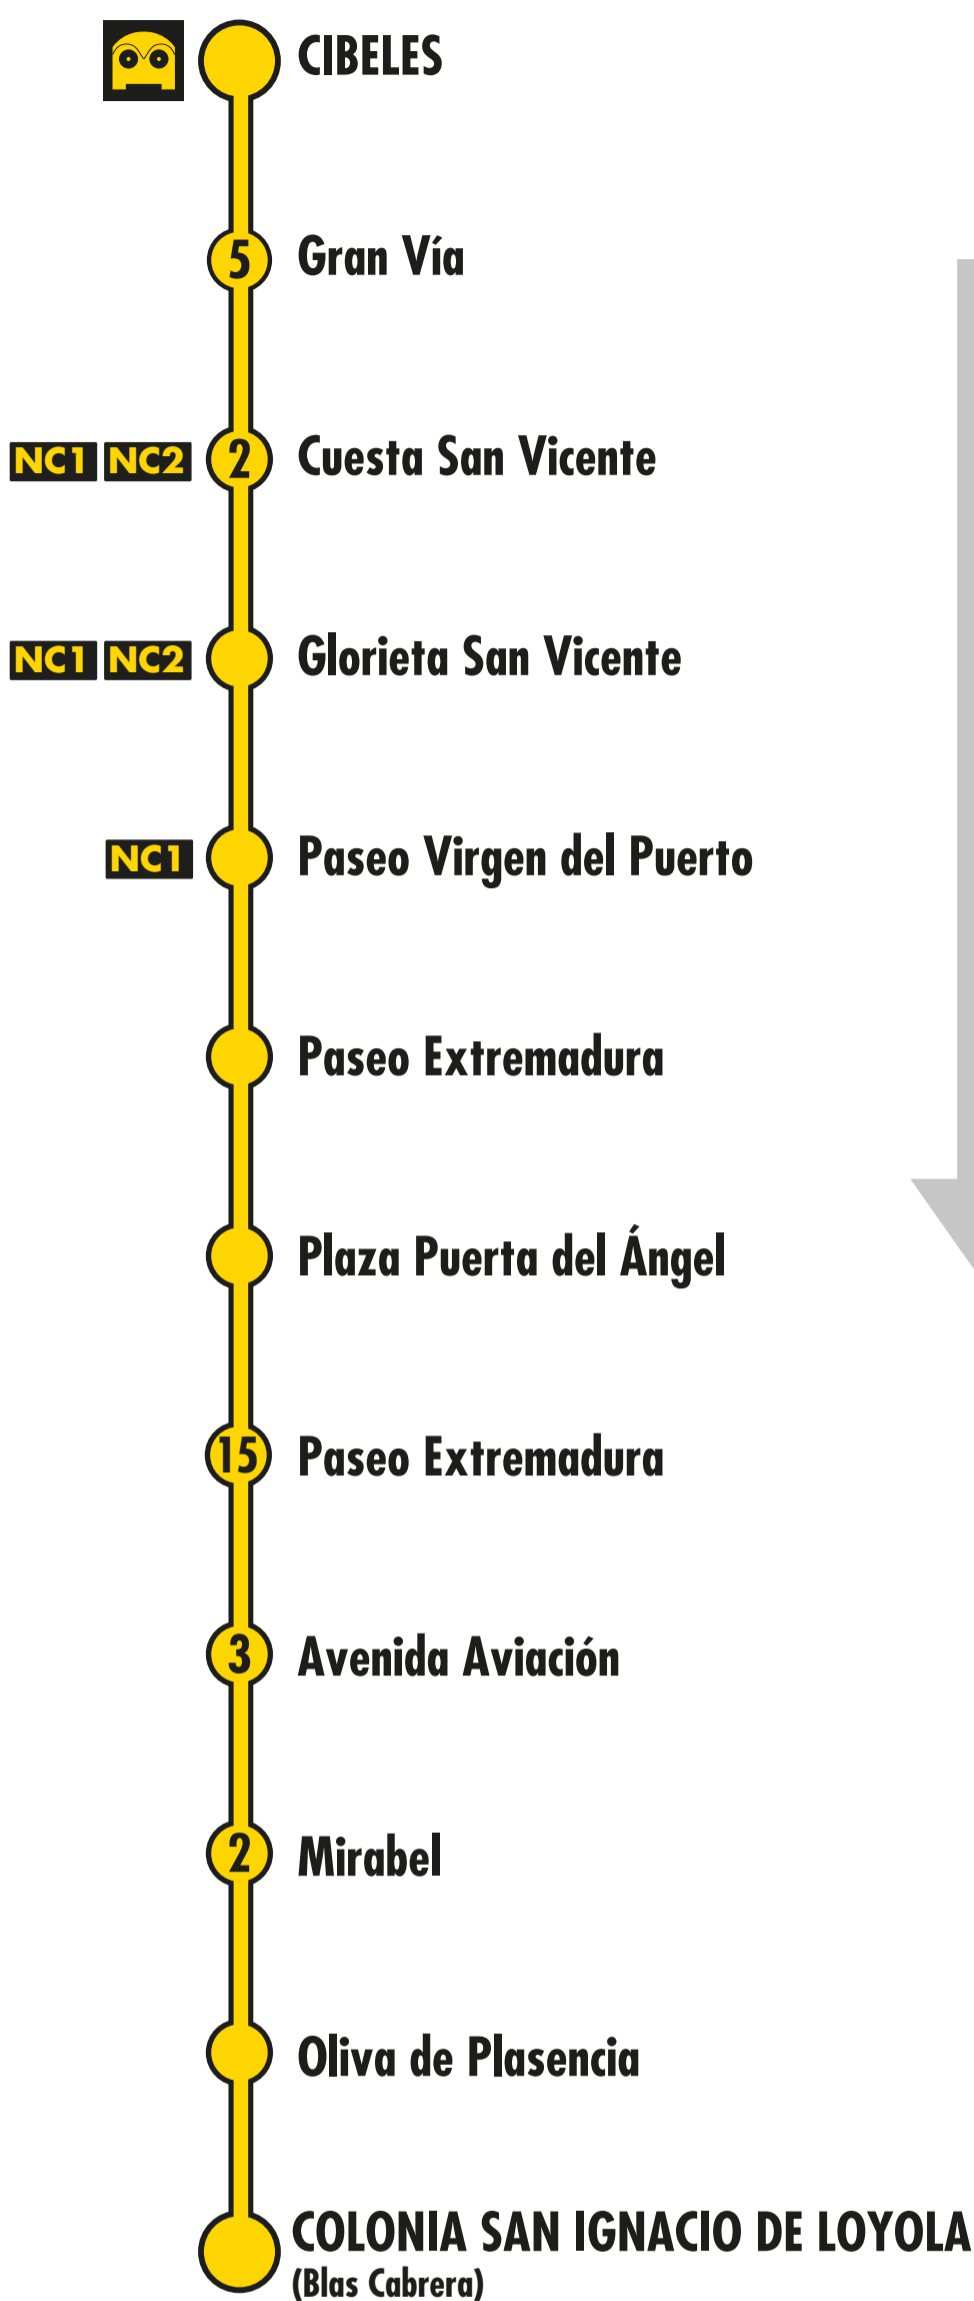 CIBELES
5 Gran Vía
NC1 NC2 2 Cuesta San Vicente
NC1 NC2 Glorieta San Vicente
NC1 Paseo Virgen del Puerto
Paseo Extremadura
Plaza Puerta del Ángel
15 Paseo Extremadura
3 Avenida Aviación
2 Mirabel
Oliva de Plasencia
COLONIA SAN IGNACIO DE LOYOLA
(Blas Cabrera)